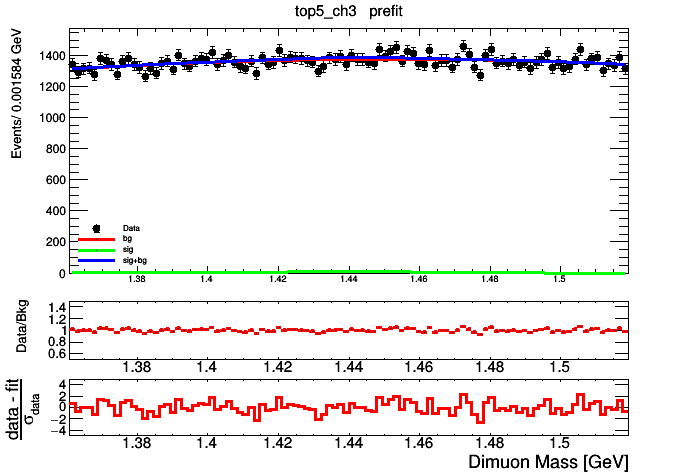 top5_ch3 prefit
Events/ 0.001584 GeV
1400
1200
1000
800
600
400
200
0
Data
bg
sig
sig+bg
1.38 1.4 1.42 1.44 1.46 1.48 1.5
Data/Bkg
1.4
1.2
1
0.8
0.6
1.38 1.4 1.42 1.44 1.46 1.48 1.5
data - fit
σdata
4
2
0
−2
−4
1.38 1.4 1.42 1.44 1.46 1.48 1.5
Dimuon Mass [GeV]